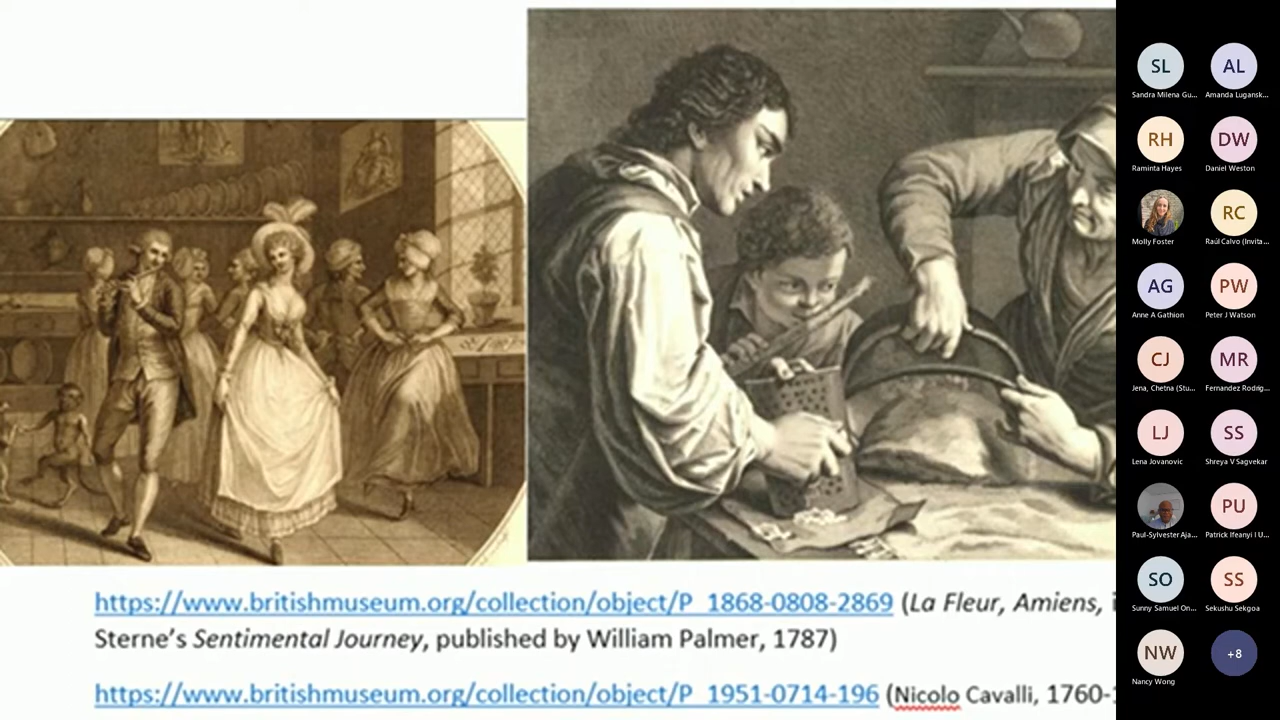 https://www.britishmuseum.org/collection/object/P_1868-0808-2869 (La Fleur, Amiens,
Sterne's Sentimental Journey, published by William Palmer, 1787)
https://www.britishmuseum.org/collection/object/P_1951-0714-196 (Nicolo Cavalli, 1760-
SL
Sandra Milena Gu...
AL
Amanda Lugansk...
RH
Raminta Hayes
DW
Daniel Weston
Molly Foster
RC
Raúl Calvo (Invita...
AG
Anne A Gathion
PW
Peter J Watson
CJ
Jena, Chetna (Stu...
MR
Fernandez Rodrig...
LJ
Lena Jovanovic
SS
Shreya V Sagvekar
Paul-Sylvester Aja...
PU
Patrick Ifeanyi I U...
SO
Sunny Samuel On...
SS
Sekushu Sekgoa
NW
Nancy Wong
+8